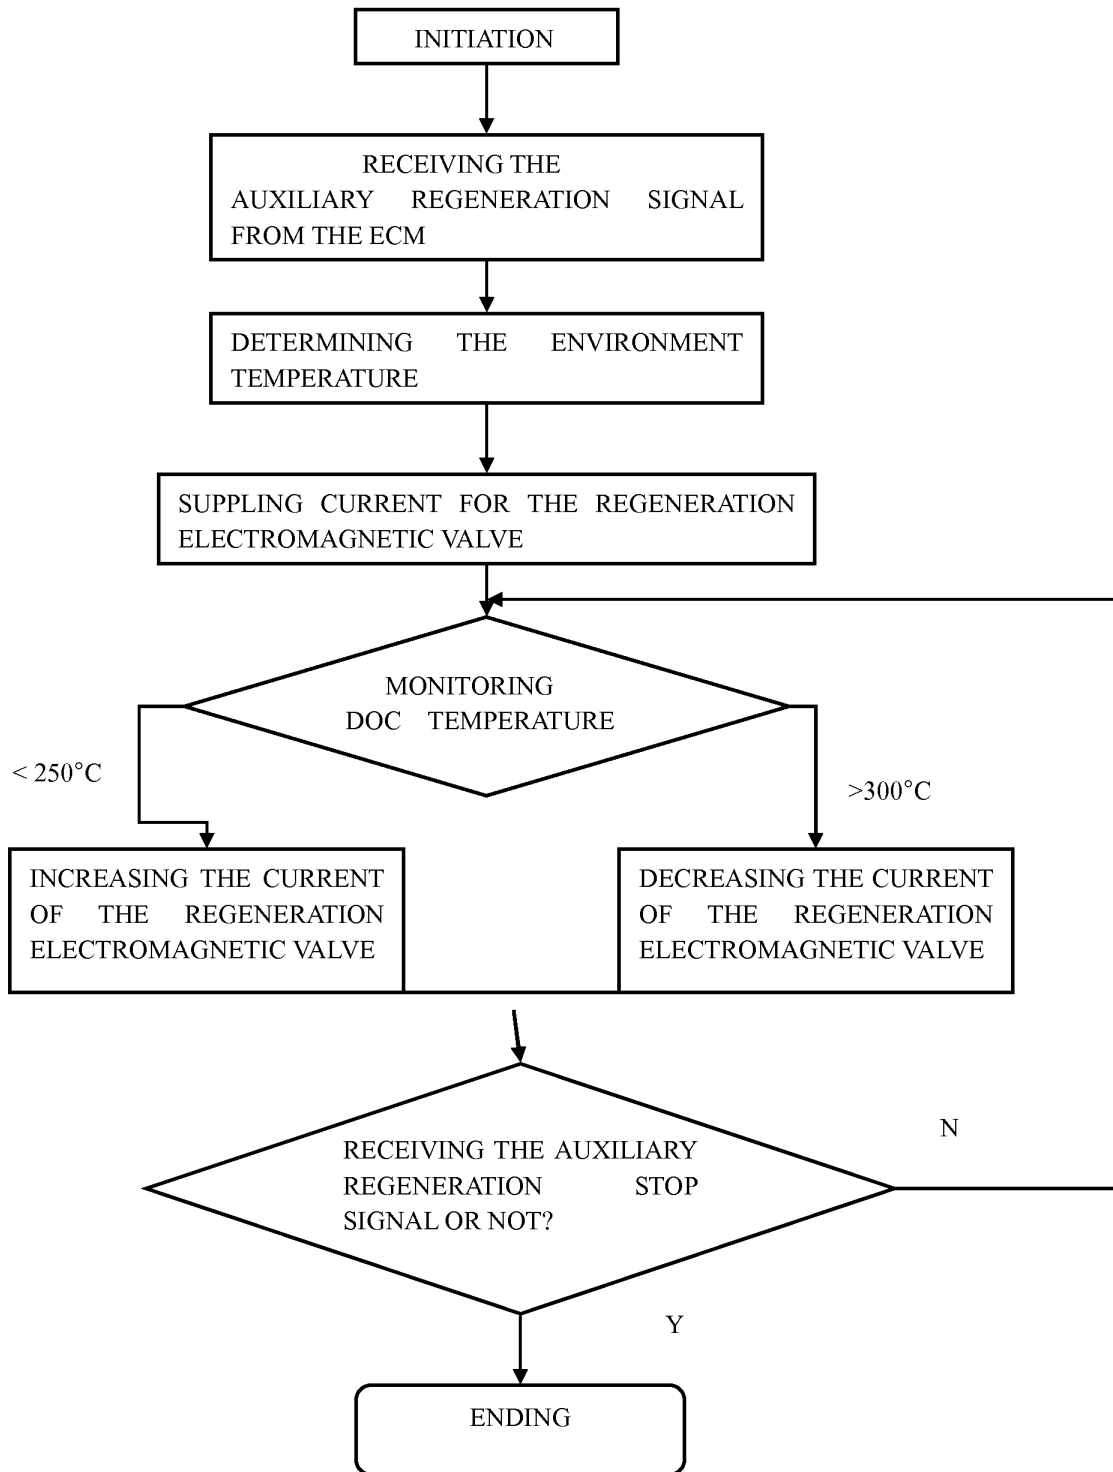 INITIATION
RECEIVING THE
AUXILIARY REGENERATION SIGNAL
FROM THE ECM
DETERMINING THE ENVIRONMENT
TEMPERATURE
SUPPLING CURRENT FOR THE REGENERATION
ELECTROMAGNETIC VALVE
MONITORING
DOC TEMPERATURE
< 250°C
>300°C
INCREASING THE CURRENT
OF THE REGENERATION
ELECTROMAGNETIC VALVE
DECREASING THE CURRENT
OF THE REGENERATION
ELECTROMAGNETIC VALVE
RECEIVING THE AUXILIARY
REGENERATION STOP
SIGNAL OR NOT?
N
Y
ENDING